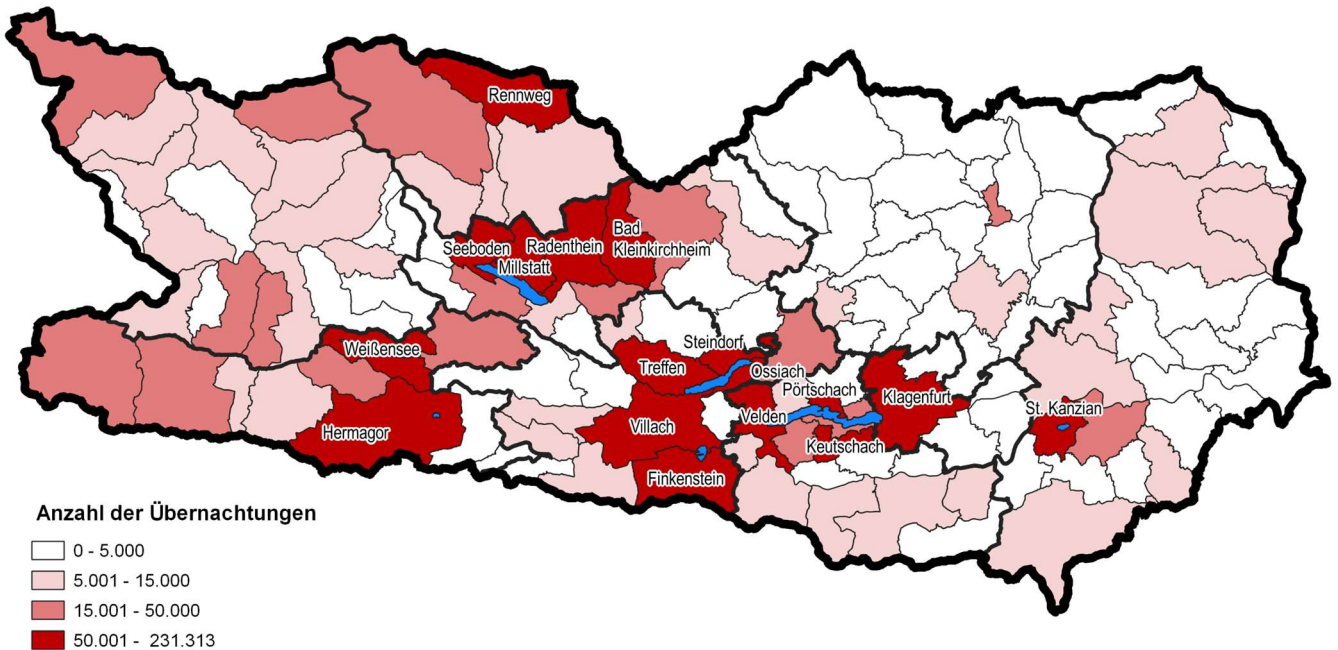 Rennweg
Bad
Kleinkirchheim
Radenthein
Seeboden
Millstatt
Weißensee
Steindorf
Treffen
Ossiach
Pörtschach
Klagenfurt
Velden
St. Kanzian
Villach
Hermagor
Keutschach
Finkenstein
Anzahl der Übernachtungen
0 - 5.000
5.001 - 15.000
15.001 - 50.000
50.001 - 231.313